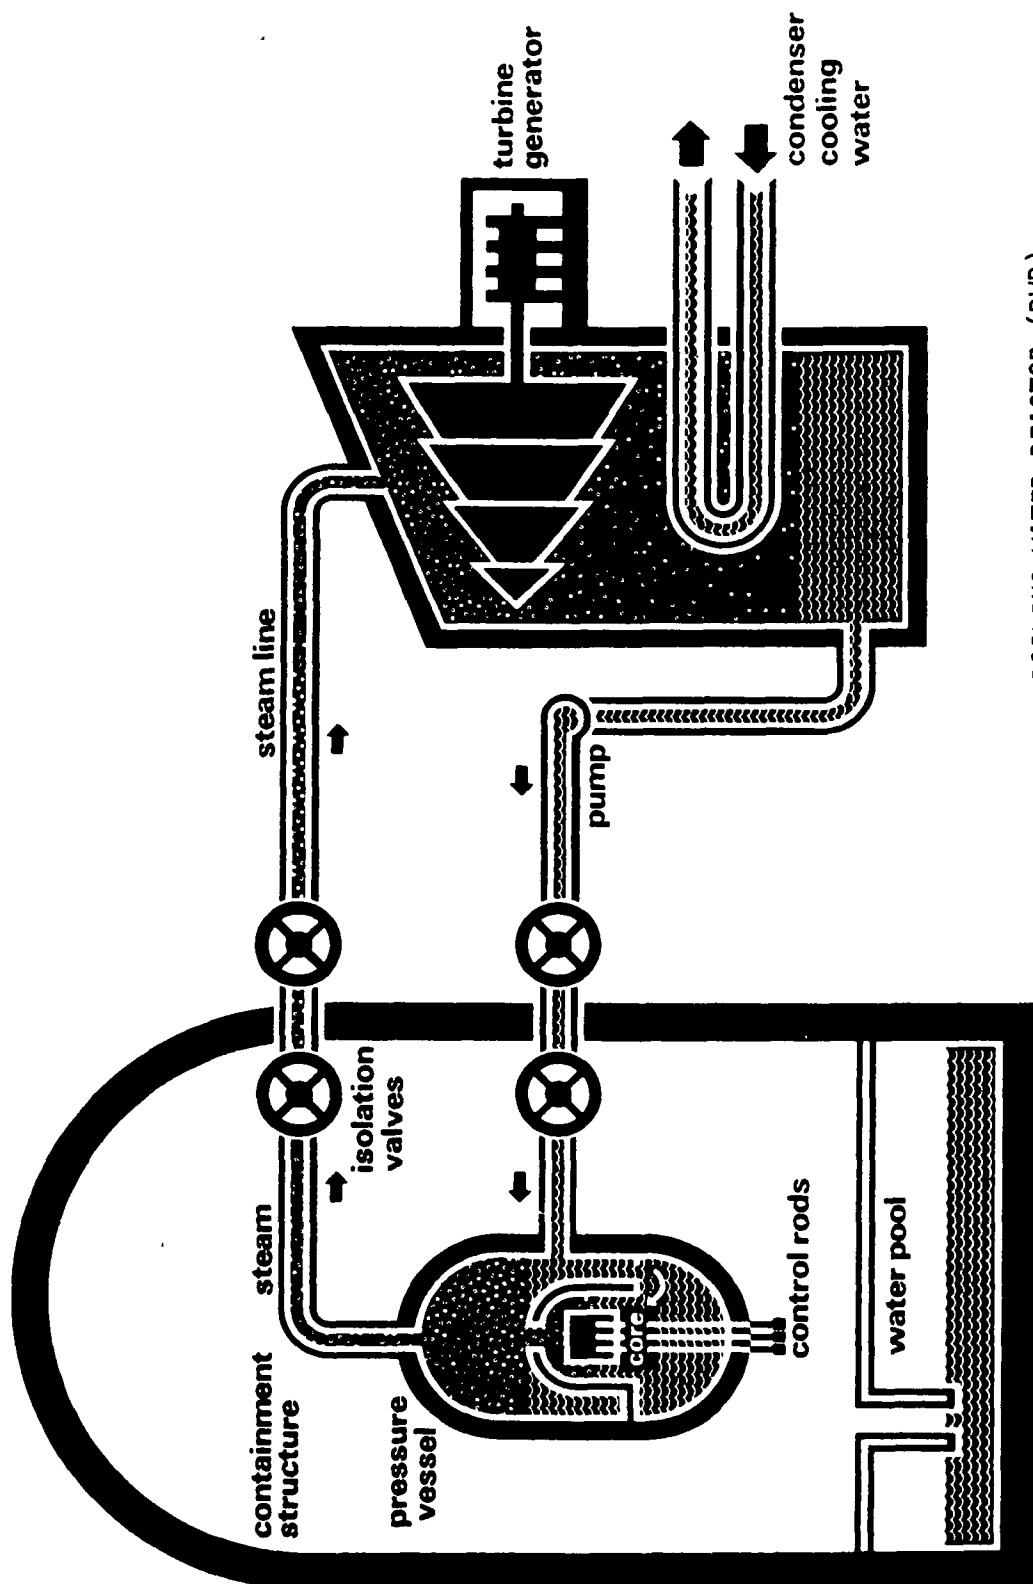 containment
structure
steam
steam line
isolation
valves
pressure
vessel
turbine
generator
pump
core
control rods
condenser
cooling
water
water pool